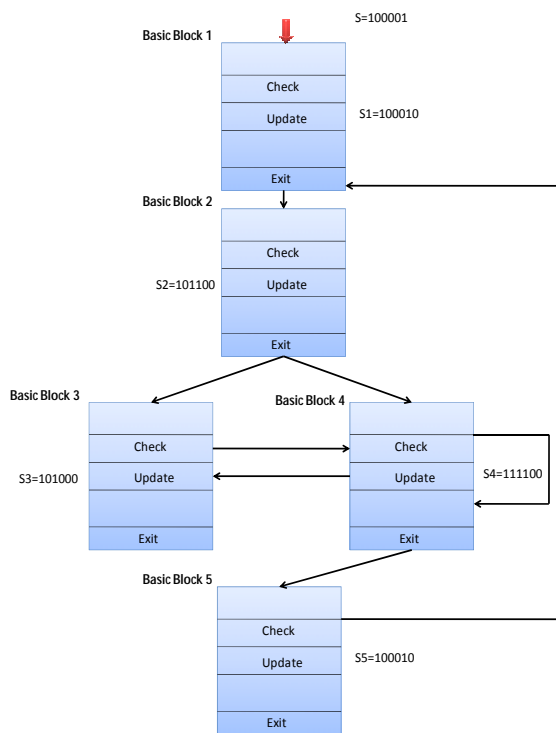 S=100001
Basic Block 1
Check
Update
S1=100010
Exit
Basic Block 2
Check
S2=101100
Update
Exit
Basic Block 3
Basic Block 4
Check
Check
S3=101000
Update
Update
S4=111100
Exit
Exit
Basic Block 5
Check
Update
S5=100010
Exit